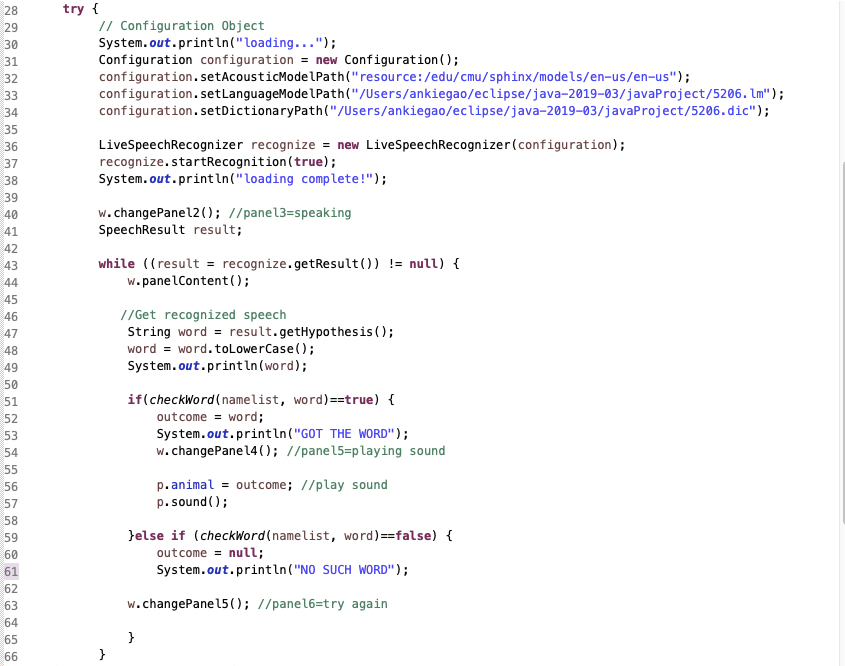 28 try {
29 // Configuration Object
30 System.out.println("loading...");
31 Configuration configuration = new Configuration();
32 configuration.setAcousticModelPath("resource:/edu/cmu/sphinx/models/en-us/en-us");
33 configuration.setLanguageModelPath("/Users/ankiegao/eclipse/java-2019-03/javaProject/5206.lm");
34 configuration.setDictionaryPath("/Users/ankiegao/eclipse/java-2019-03/javaProject/5206.dic");
35
36 LiveSpeechRecognizer recognize = new LiveSpeechRecognizer(configuration);
37 recognize.startRecognition(true);
38 System.out.println("loading complete!");
39
40 w.changePanel2(); //panel3=speaking
41 SpeechResult result;
42
43 while ((result = recognize.getResult()) != null) {
44 w.panelContent();
45
46 //Get recognized speech
47 String word = result.getHypothesis();
48 word = word.toLowerCase();
49 System.out.println(word);
50
51 if(checkWord(namelist, word)==true) {
52 outcome = word;
53 System.out.println("GOT THE WORD");
54 w.changePanel4(); //panel5=playing sound
55
56 p.animal = outcome; //play sound
57 p.sound();
58
59 }else if (checkWord(namelist, word)==false) {
60 outcome = null;
61 System.out.println("NO SUCH WORD");
62
63 w.changePanel5(); //panel6=try again
64
65 }
66 }